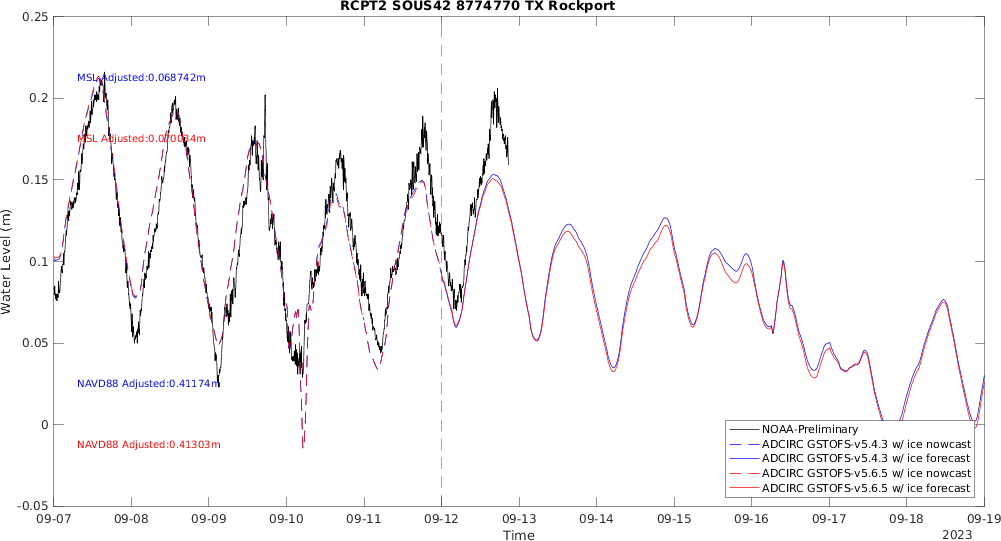 RCPT2 SOUS42 8774770 TX Rockport
0.25
0.2
0.15
0.1
0.05
0
-0.05
Water Level (m)
MSL Adjusted:0.068742m
MSL Adjusted:0.070034m
NAVD88 Adjusted:0.41174m
NAVD88 Adjusted:0.41303m
NOAA-Preliminary
ADCIRC GSTOFS-v5.4.3 w/ ice nowcast
ADCIRC GSTOFS-v5.4.3 w/ ice forecast
ADCIRC GSTOFS-v5.6.5 w/ ice nowcast
ADCIRC GSTOFS-v5.6.5 w/ ice forecast
09-07 09-08 09-09 09-10 09-11 09-12 09-13 09-14 09-15 09-16 09-17 09-18 09-19
Time
2023